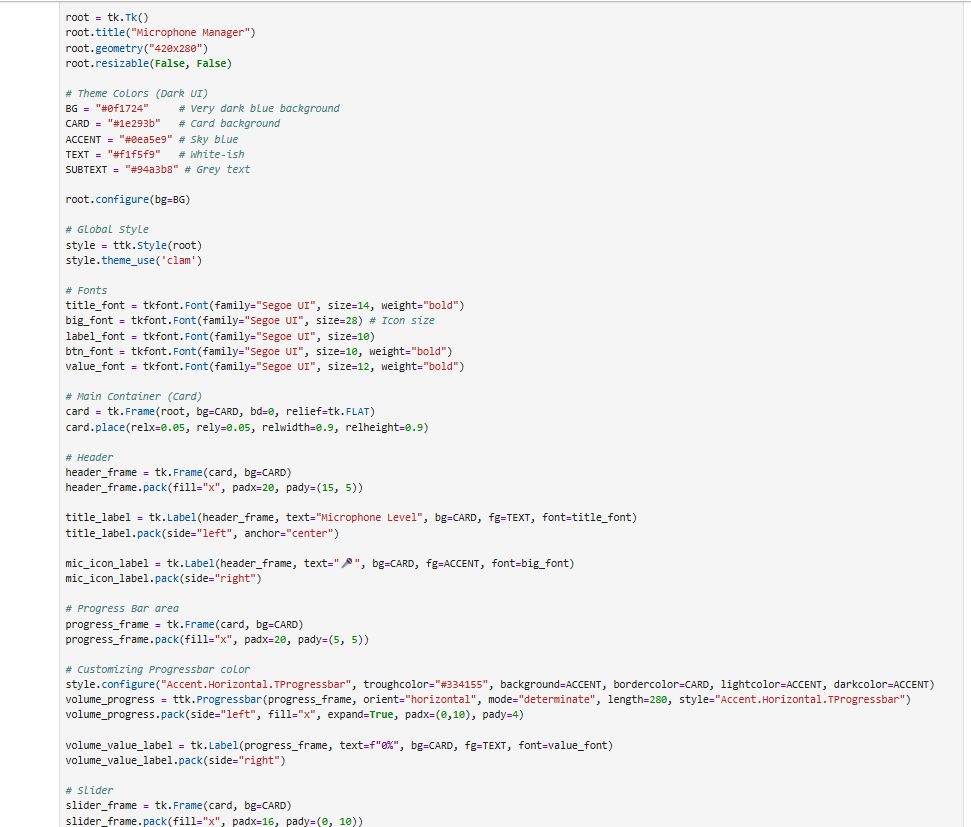 root = tk.Tk()
root.title("Microphone Manager")
root.geometry("420x280")
root.resizable(False, False)

# Theme Colors (Dark UI)
BG = "#0f1724"     # Very dark blue background
CARD = "#1e293b"   # Card background
ACCENT = "#0ea5e9" # Sky blue
TEXT = "#f1f5f9"   # White-ish
SUBTEXT = "#94a3b8" # Grey text

root.configure(bg=BG)

# Global Style
style = ttk.Style(root)
style.theme_use('clam')

# Fonts
title_font = tkfont.Font(family="Segoe UI", size=14, weight="bold")
big_font = tkfont.Font(family="Segoe UI", size=28) # Icon size
label_font = tkfont.Font(family="Segoe UI", size=10)
btn_font = tkfont.Font(family="Segoe UI", size=10, weight="bold")
value_font = tkfont.Font(family="Segoe UI", size=12, weight="bold")

# Main Container (Card)
card = tk.Frame(root, bg=CARD, bd=0, relief=tk.FLAT)
card.place(relx=0.05, rely=0.05, relwidth=0.9, relheight=0.9)

# Header
header_frame = tk.Frame(card, bg=CARD)
header_frame.pack(fill="x", padx=20, pady=(15, 5))

title_label = tk.Label(header_frame, text="Microphone Level", bg=CARD, fg=TEXT, font=title_font)
title_label.pack(side="left", anchor="center")

mic_icon_label = tk.Label(header_frame, text="🎤", bg=CARD, fg=ACCENT, font=big_font)
mic_icon_label.pack(side="right")

# Progress Bar area
progress_frame = tk.Frame(card, bg=CARD)
progress_frame.pack(fill="x", padx=20, pady=(5, 5))

# Customizing Progressbar color
style.configure("Accent.Horizontal.TProgressbar", troughcolor="#334155", background=ACCENT, bordercolor=CARD, lightcolor=ACCENT, darkcolor=ACCENT)
volume_progress = ttk.Progressbar(progress_frame, orient="horizontal", mode="determinate", length=280, style="Accent.Horizontal.TProgressbar")
volume_progress.pack(side="left", fill="x", expand=True, padx=(0,10), pady=4)

volume_value_label = tk.Label(progress_frame, text=f"0%", bg=CARD, fg=TEXT, font=value_font)
volume_value_label.pack(side="right")

# Slider
slider_frame = tk.Frame(card, bg=CARD)
slider_frame.pack(fill="x", padx=16, pady=(0, 10))